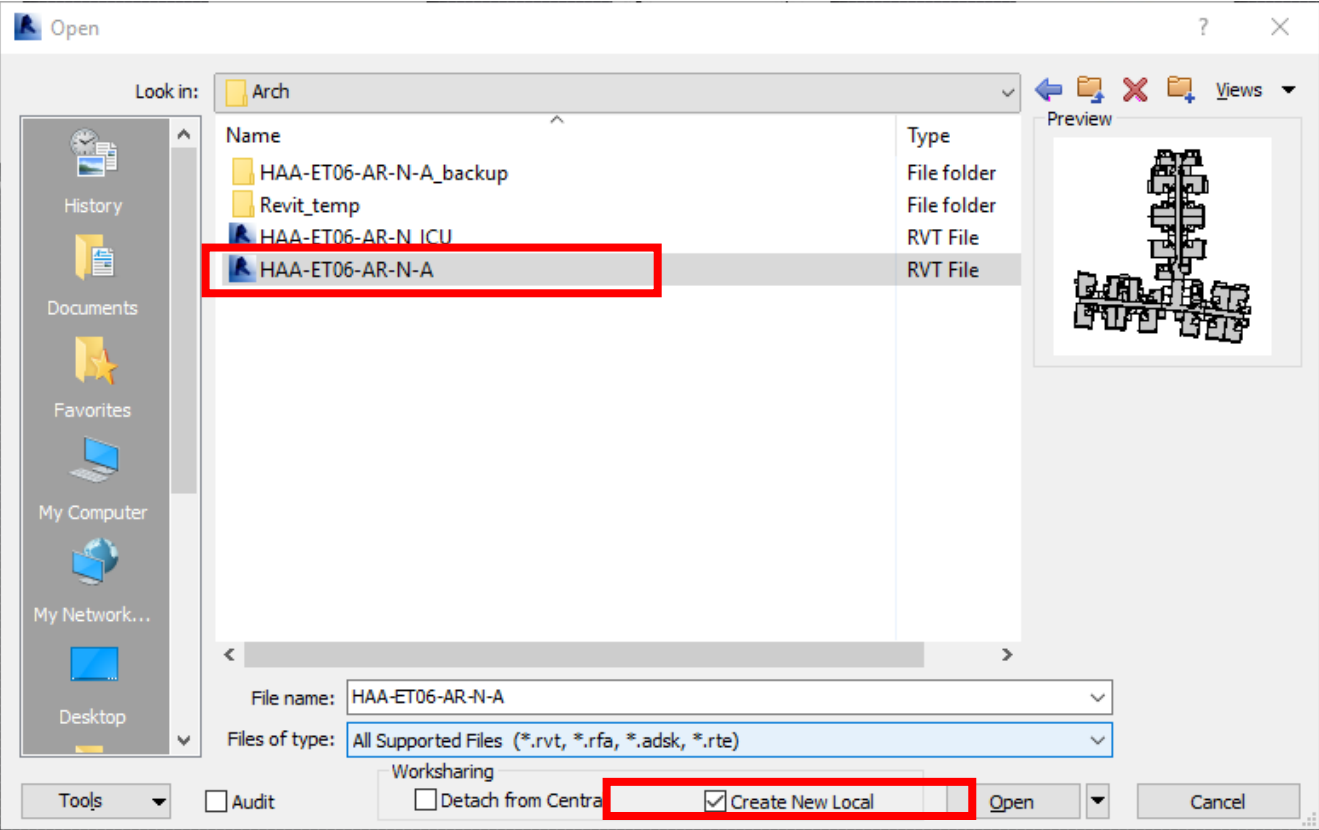 Open
?
Look in: Arch Views
Name Type Preview
HAA-ET06-AR-N-A_backup File folder
Revit_temp File folder
HAA-ET06-AR-N_ICU RVT File
HAA-ET06-AR-N-A RVT File
History
Documents
Favorites
My Computer
My Network...
Desktop
File name: HAA-ET06-AR-N-A
Files of type: All Supported Files (*.rvt, *.rfa, *.adsk, *.rte)
Worksharing
Tools Audit Detach from Centra Create New Local Open Cancel